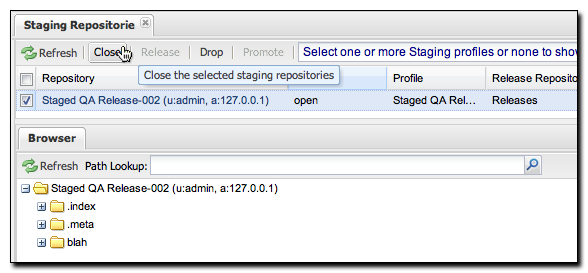 Staging Repositorie
Refresh Close Release Drop Promote Select one or more Staging profiles or none to show
Close the selected staging repositories
Repository Profile Release Reposito
Staged QA Release-002 (u:admin, a:127.0.0.1) open Staged QA Rel... Releases
Browser
Refresh Path Lookup:
Staged QA Release-002 (u:admin, a:127.0.0.1)
.index
.meta
blah